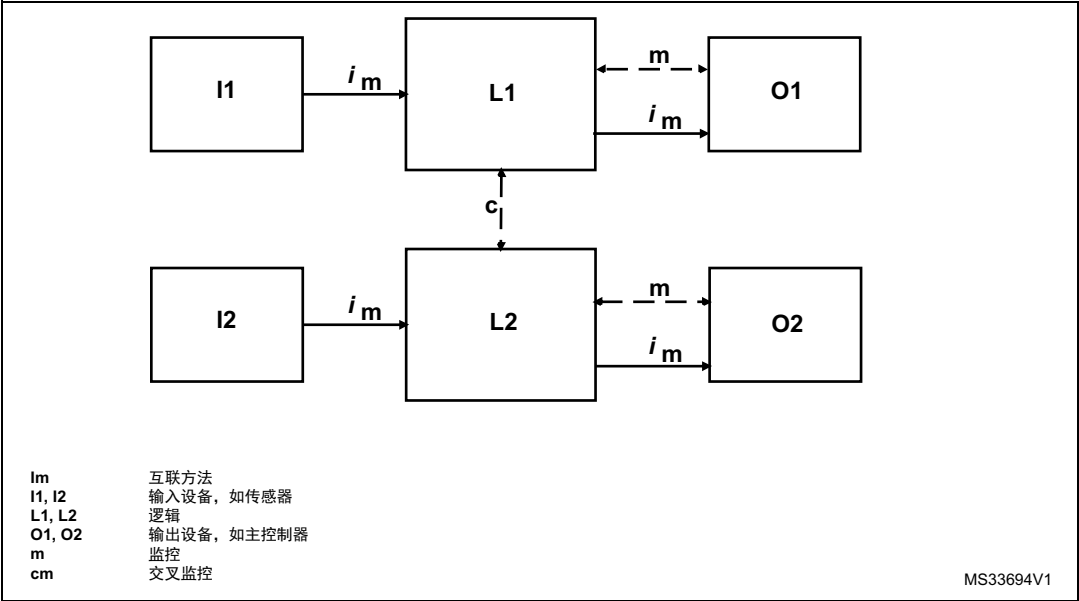 I1
i m
L1
m
i m
O1
c
I2
i m
L2
m
i m
O2
Im 互联方法
I1, I2 输入设备，如传感器
L1, L2 逻辑
O1, O2 输出设备，如主控制器
m 监控
cm 交叉监控
MS33694V1